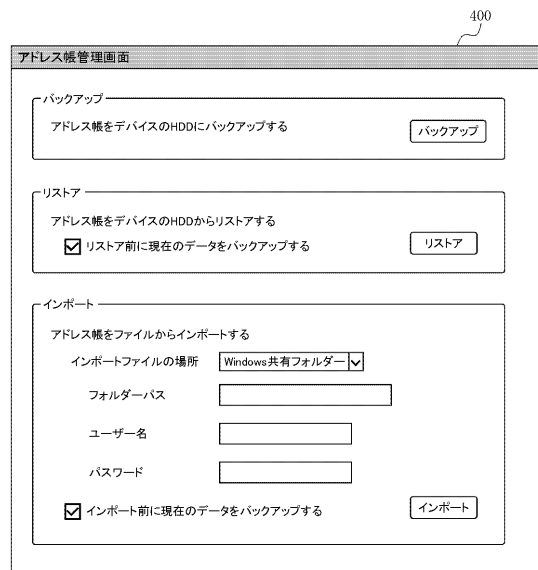 400
アドレス帳管理画面
バックアップ
アドレス帳をデバイスのHDDにバックアップする
バックアップ
リストア
アドレス帳をデバイスのHDDからリストアする
リストア前に現在のデータをバックアップする
リストア
インポート
アドレス帳をファイルからインポートする
インポートファイルの場所 Windows共有フォルダー
フォルダーパス
ユーザー名
パスワード
インポート前に現在のデータをバックアップする
インポート